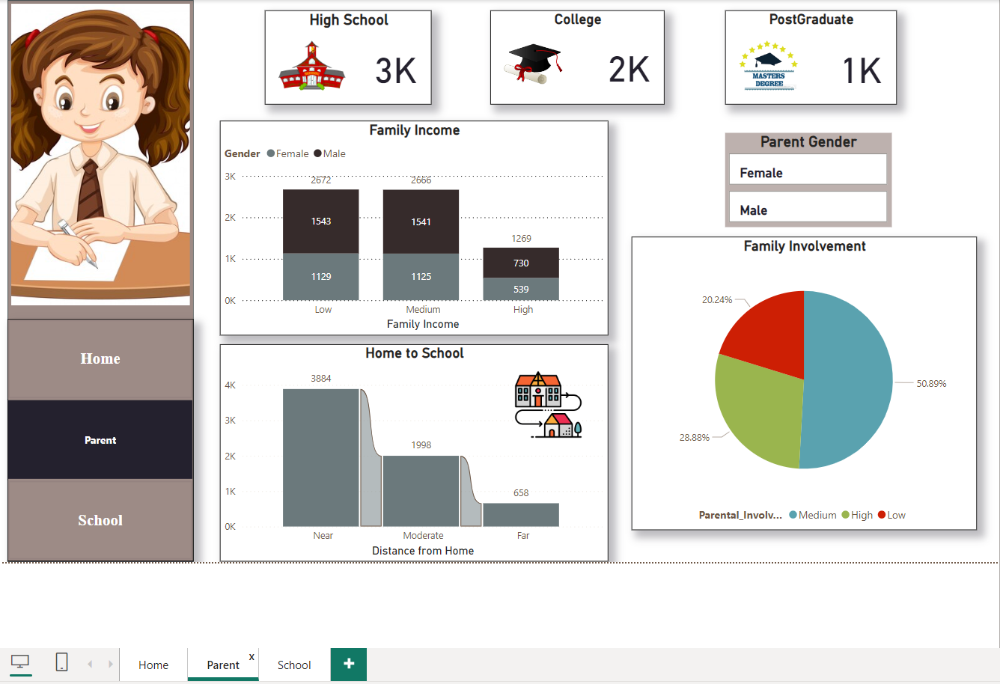 High School
3K
College
2K
PostGraduate
MASTERS
DEGREE
1K
Family Income
Gender Female Male
3K
2K
1K
0K
2672
1543
1129
2666
1541
1125
1269
730
539
Low Medium High
Family Income
Parent Gender
Female
Male
Family Involvement
20.24%
50.89%
28.88%
Parental_Involv... Medium High Low
Home to School
4K
3K
2K
1K
0K
3884
1998
658
Near Moderate Far
Distance from Home
Home
Parent
School
Home Parent x School +